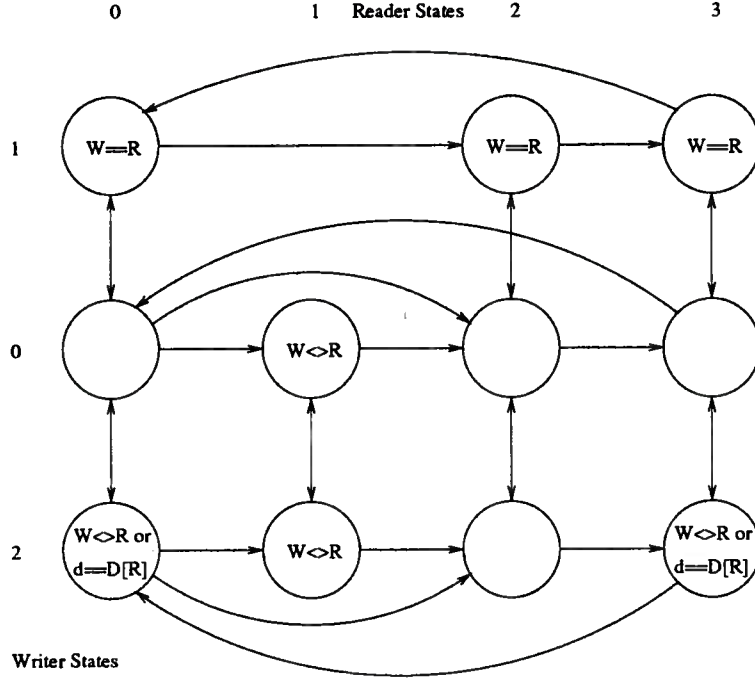 0 1 Reader States 2 3
1 W==R W==R W==R
0 W<>R
W<>R or W<>R or
2 W<>R
d==D[R] d==D[R]
Writer States